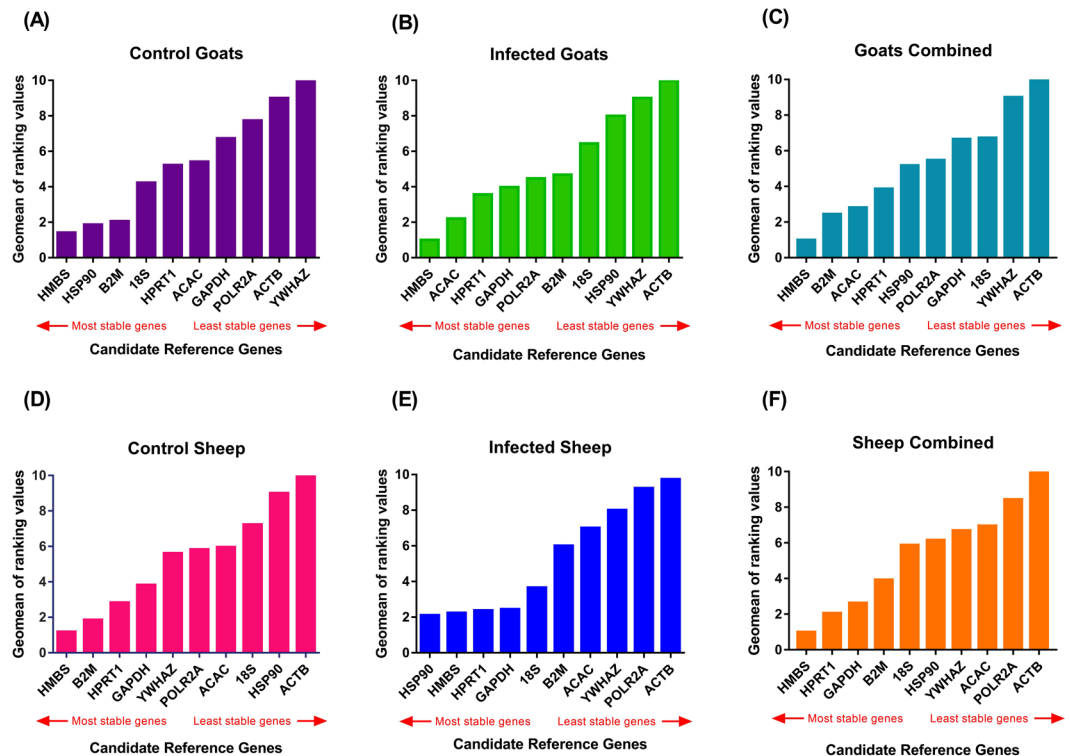 (A)
Control Goats
Geomean of ranking values
10
8
6
4
2
0
HMBS
HSP90
B2M
18S
HPRT1
ACAC
GAPDH
POLR2A
ACTB
YWHAZ
Most stable genes
Least stable genes
Candidate Reference Genes
(B)
Infected Goats
Geomean of ranking values
10
8
6
4
2
0
HMBS
ACAC
HPRT1
GAPDH
POLR2A
B2M
18S
HSP90
YWHAZ
ACTB
Most stable genes
Least stable genes
Candidate Reference Genes
(C)
Goats Combined
Geomean of ranking values
10
8
6
4
2
0
HMBS
B2M
ACAC
HPRT1
HSP90
POLR2A
GAPDH
18S
YWHAZ
ACTB
Most stable genes
Least stable genes
Candidate Reference Genes
(D)
Control Sheep
Geomean of ranking values
10
8
6
4
2
0
HMBS
B2M
HPRT1
GAPDH
YWHAZ
POLR2A
ACAC
18S
HSP90
ACTB
Most stable genes
Least stable genes
Candidate Reference Genes
(E)
Infected Sheep
Geomean of ranking values
10
8
6
4
2
0
HSP90
HMBS
HPRT1
GAPDH
18S
B2M
ACAC
YWHAZ
POLR2A
ACTB
Most stable genes
Least stable genes
Candidate Reference Genes
(F)
Sheep Combined
Geomean of ranking values
10
8
6
4
2
0
HMBS
HPRT1
GAPDH
B2M
18S
HSP90
YWHAZ
ACAC
POLR2A
ACTB
Most stable genes
Least stable genes
Candidate Reference Genes